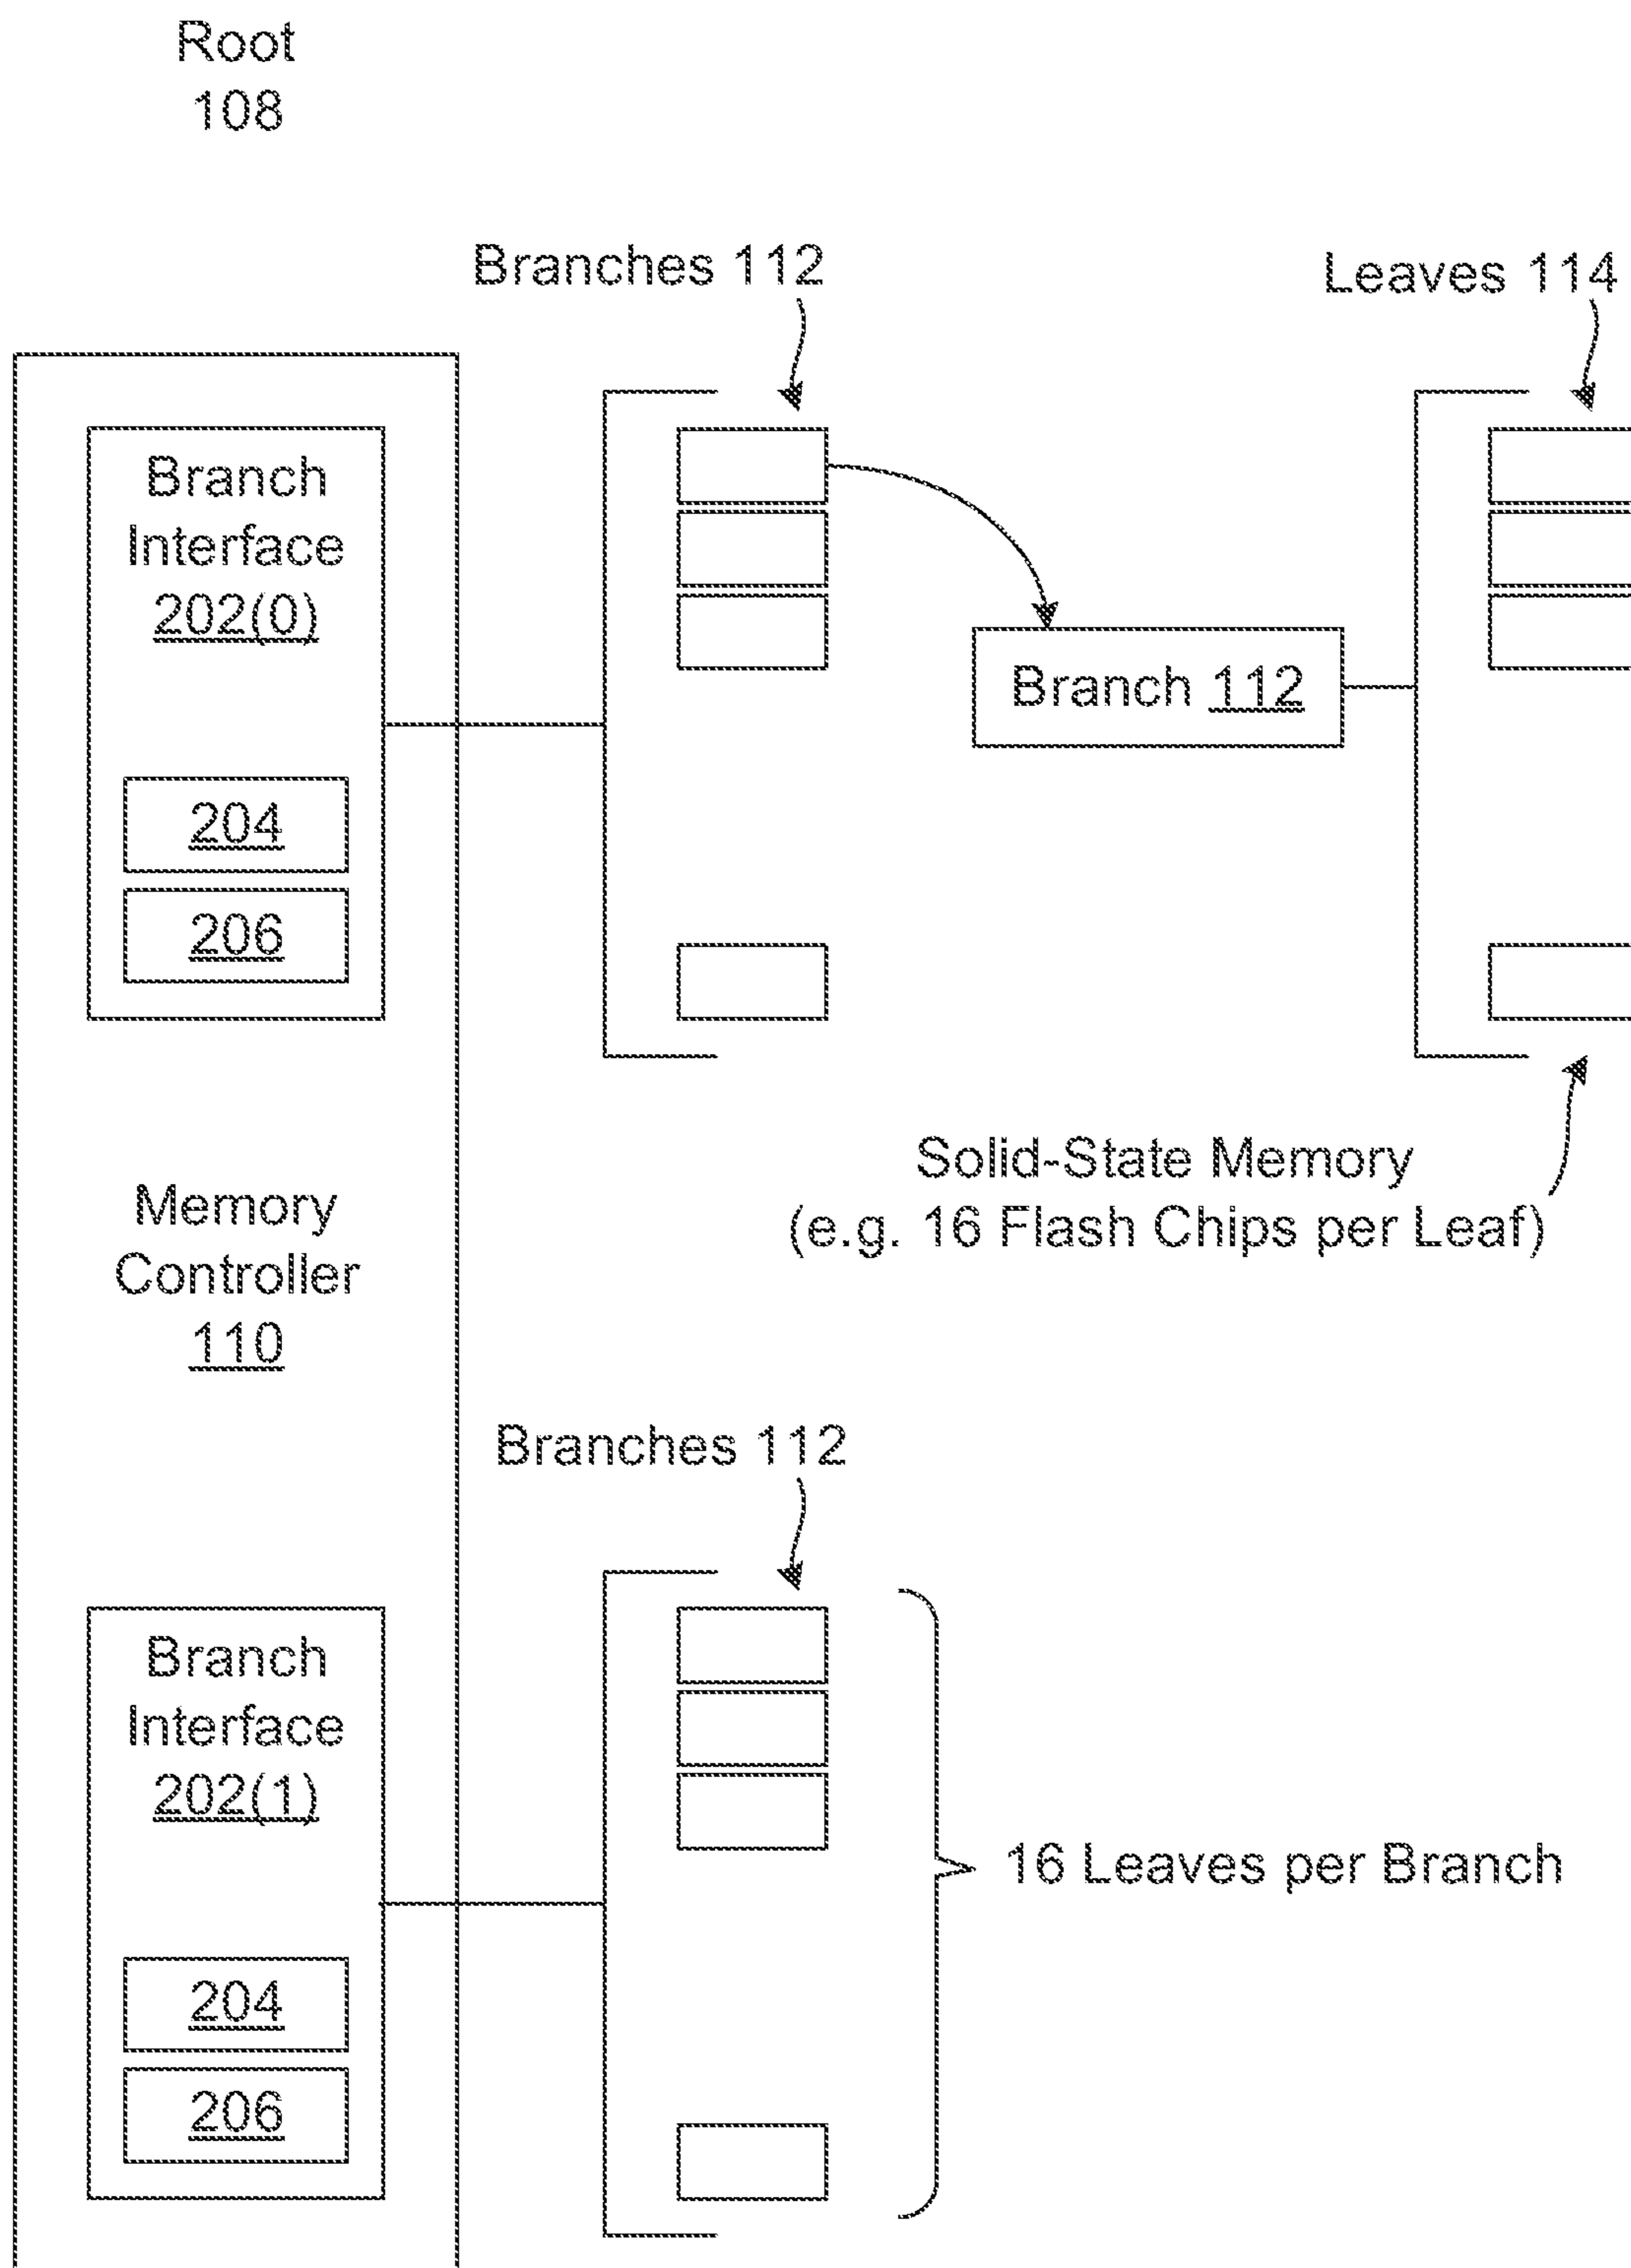 Root
108
Branches 112
Leaves 114
Branch
Interface
202(0)
Branch 112
204
206
Solid-State Memory
(e.g. 16 Flash Chips per Leaf)
Memory
Controller
110
Branches 112
Branch
Interface
202(1)
16 Leaves per Branch
204
206